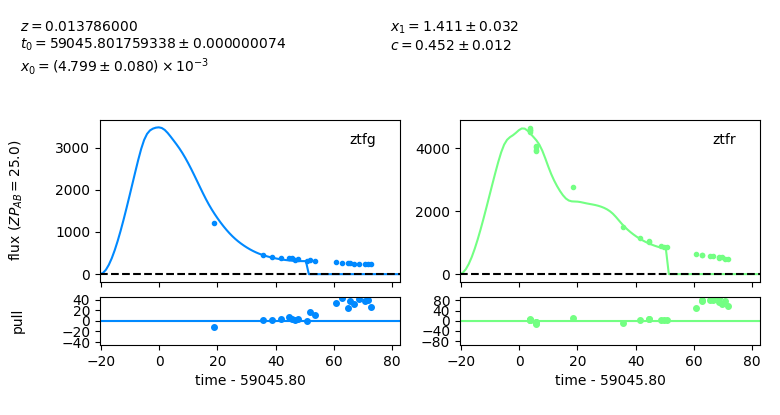 z = 0.013786000
t₀ = 59045.801759338 ± 0.000000074
x₀ = (4.799 ± 0.080) × 10⁻³
x₁ = 1.411 ± 0.032
c = 0.452 ± 0.012
flux (ZP_AB = 25.0)
ztfg
3000
2000
1000
0
ztfr
4000
2000
0
pull
40
20
0
−20
−40
80
40
0
−40
−80
−20 0 20 40 60 80
−20 0 20 40 60 80
time - 59045.80
time - 59045.80